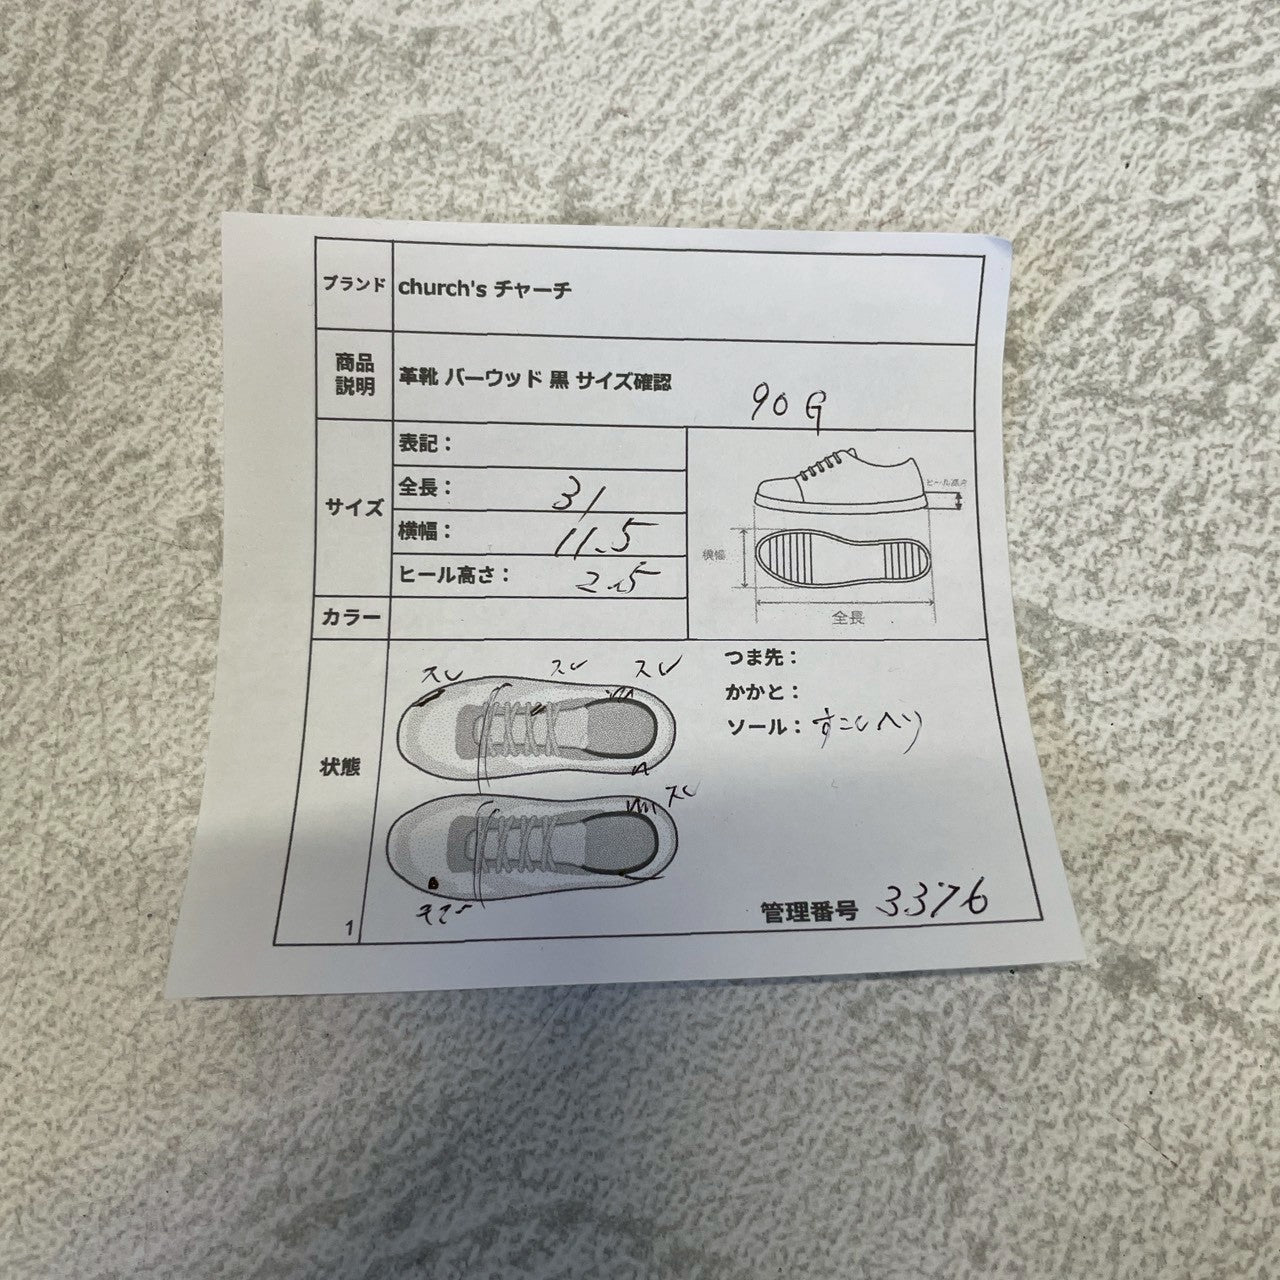 ブランド church's チャーチ
商品説明 革靴 バーウッド 黒 サイズ確認 90 G
サイズ
表記：
全長： 31
横幅： 11.5
ヒール高さ： 2.5
ヒール高さ
横幅
全長
カラー
状態
スレ スレ スレ
スレ
つま先：
かかと：
ソール： すこしヘリ
管理番号 3376
1